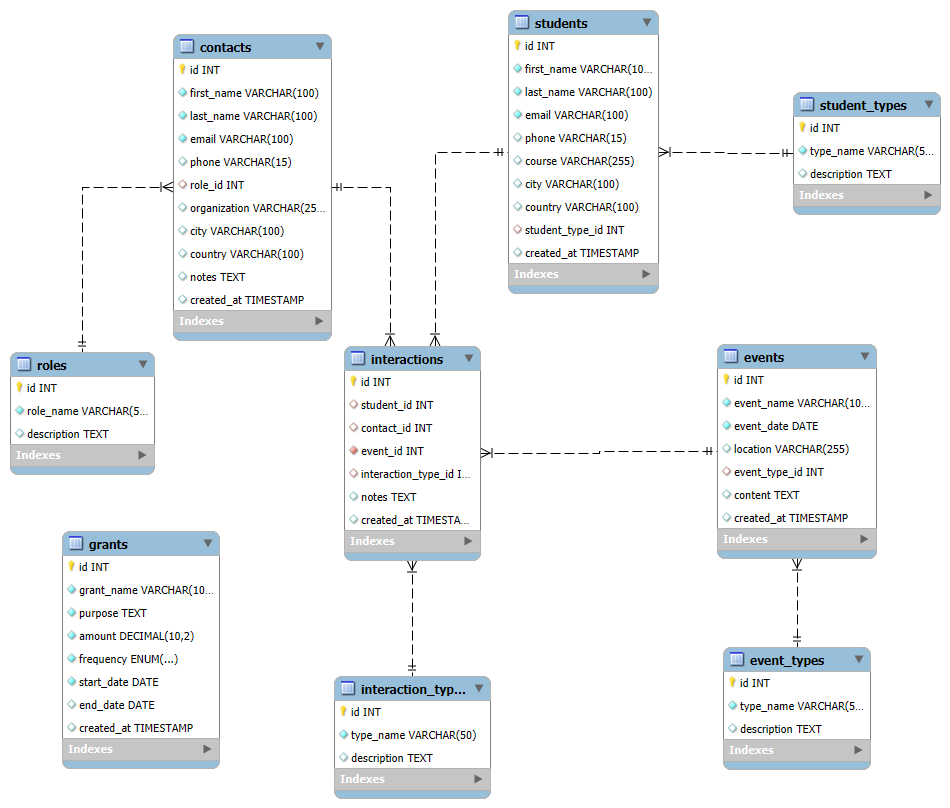 contacts
id INT
first_name VARCHAR(100)
last_name VARCHAR(100)
email VARCHAR(100)
phone VARCHAR(15)
role_id INT
organization VARCHAR(25...
city VARCHAR(100)
country VARCHAR(100)
notes TEXT
created_at TIMESTAMP
Indexes
students
id INT
first_name VARCHAR(10...
last_name VARCHAR(100)
email VARCHAR(100)
phone VARCHAR(15)
course VARCHAR(255)
city VARCHAR(100)
country VARCHAR(100)
student_type_id INT
created_at TIMESTAMP
Indexes
student_types
id INT
type_name VARCHAR(5...
description TEXT
Indexes
roles
id INT
role_name VARCHAR(5...
description TEXT
Indexes
interactions
id INT
student_id INT
contact_id INT
event_id INT
interaction_type_id I...
notes TEXT
created_at TIMESTA...
Indexes
events
id INT
event_name VARCHAR(10...
event_date DATE
location VARCHAR(255)
event_type_id INT
content TEXT
created_at TIMESTAMP
Indexes
grants
id INT
grant_name VARCHAR(10...
purpose TEXT
amount DECIMAL(10,2)
frequency ENUM(...)
start_date DATE
end_date DATE
created_at TIMESTAMP
Indexes
interaction_typ...
id INT
type_name VARCHAR(50)
description TEXT
Indexes
event_types
id INT
type_name VARCHAR(5...
description TEXT
Indexes